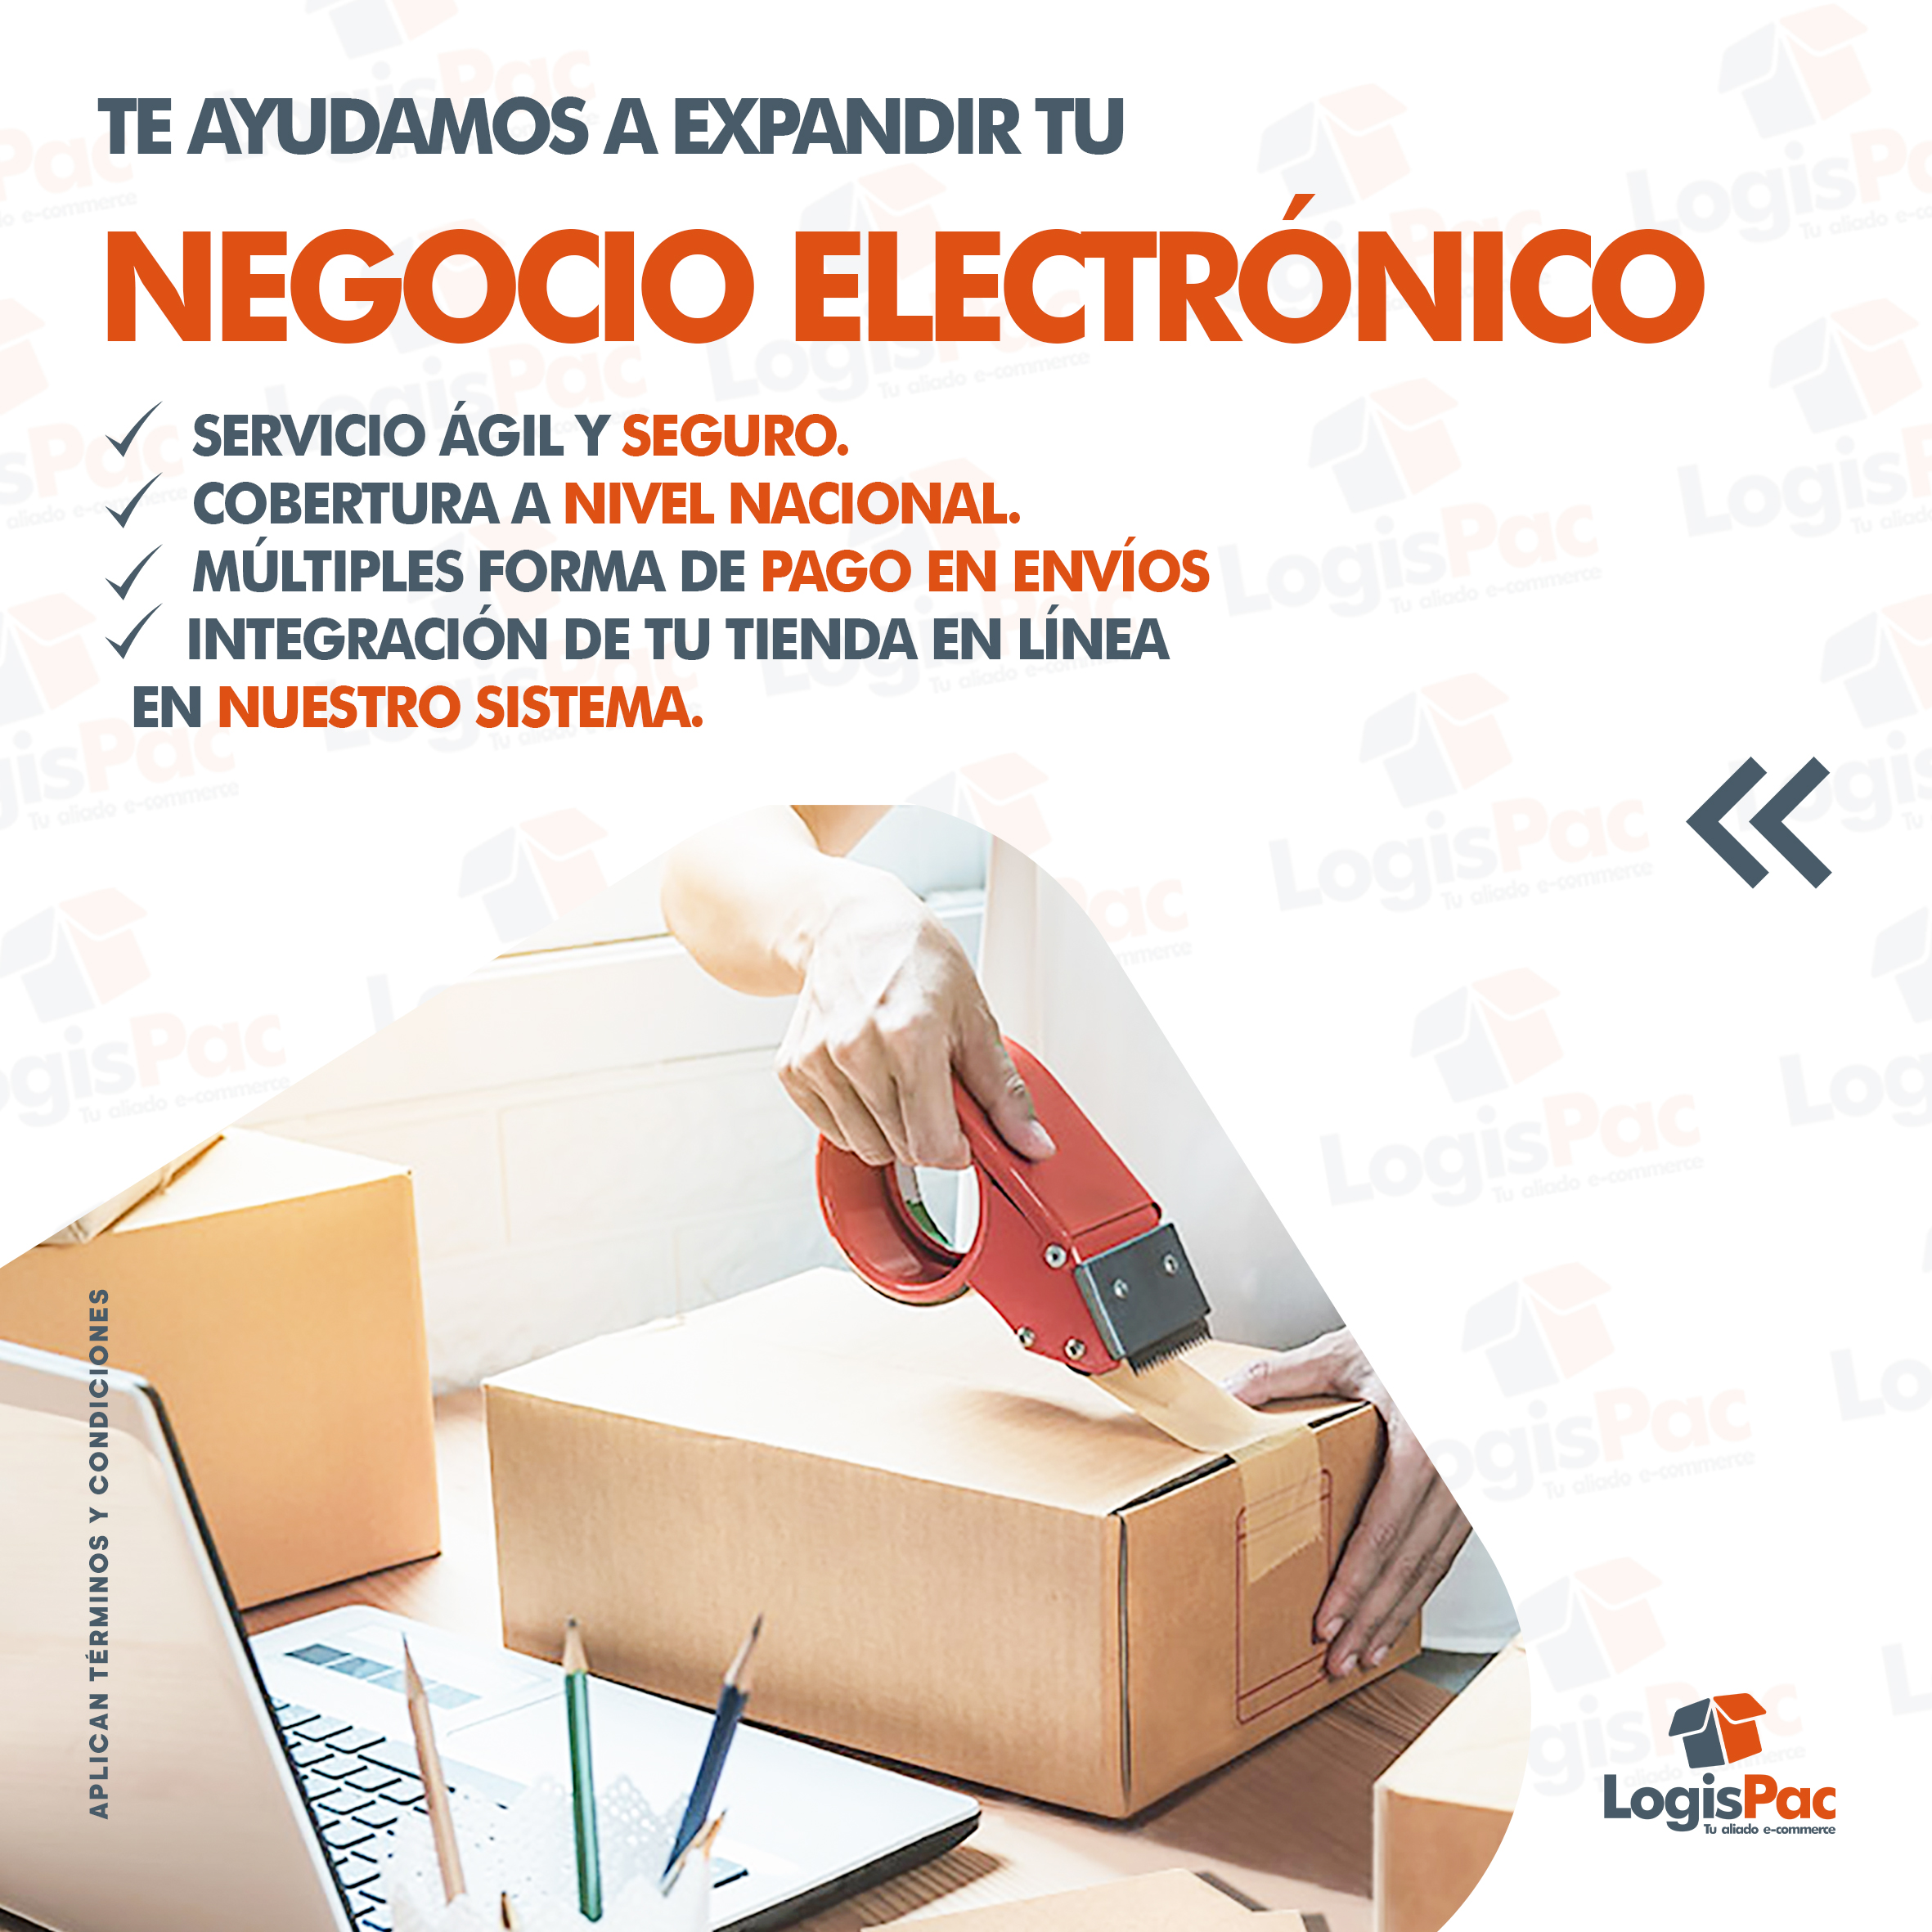 TE AYUDAMOS A EXPANDIR TU
NEGOCIO ELECTRÓNICO
SERVICIO ÁGIL Y SEGURO.
COBERTURA A NIVEL NACIONAL.
MÚLTIPLES FORMA DE PAGO EN ENVÍOS
INTEGRACIÓN DE TU TIENDA EN LÍNEA
EN NUESTRO SISTEMA.
APLICAN TÉRMINOS Y CONDICIONES
LogisPac
Tu aliado e-commerce